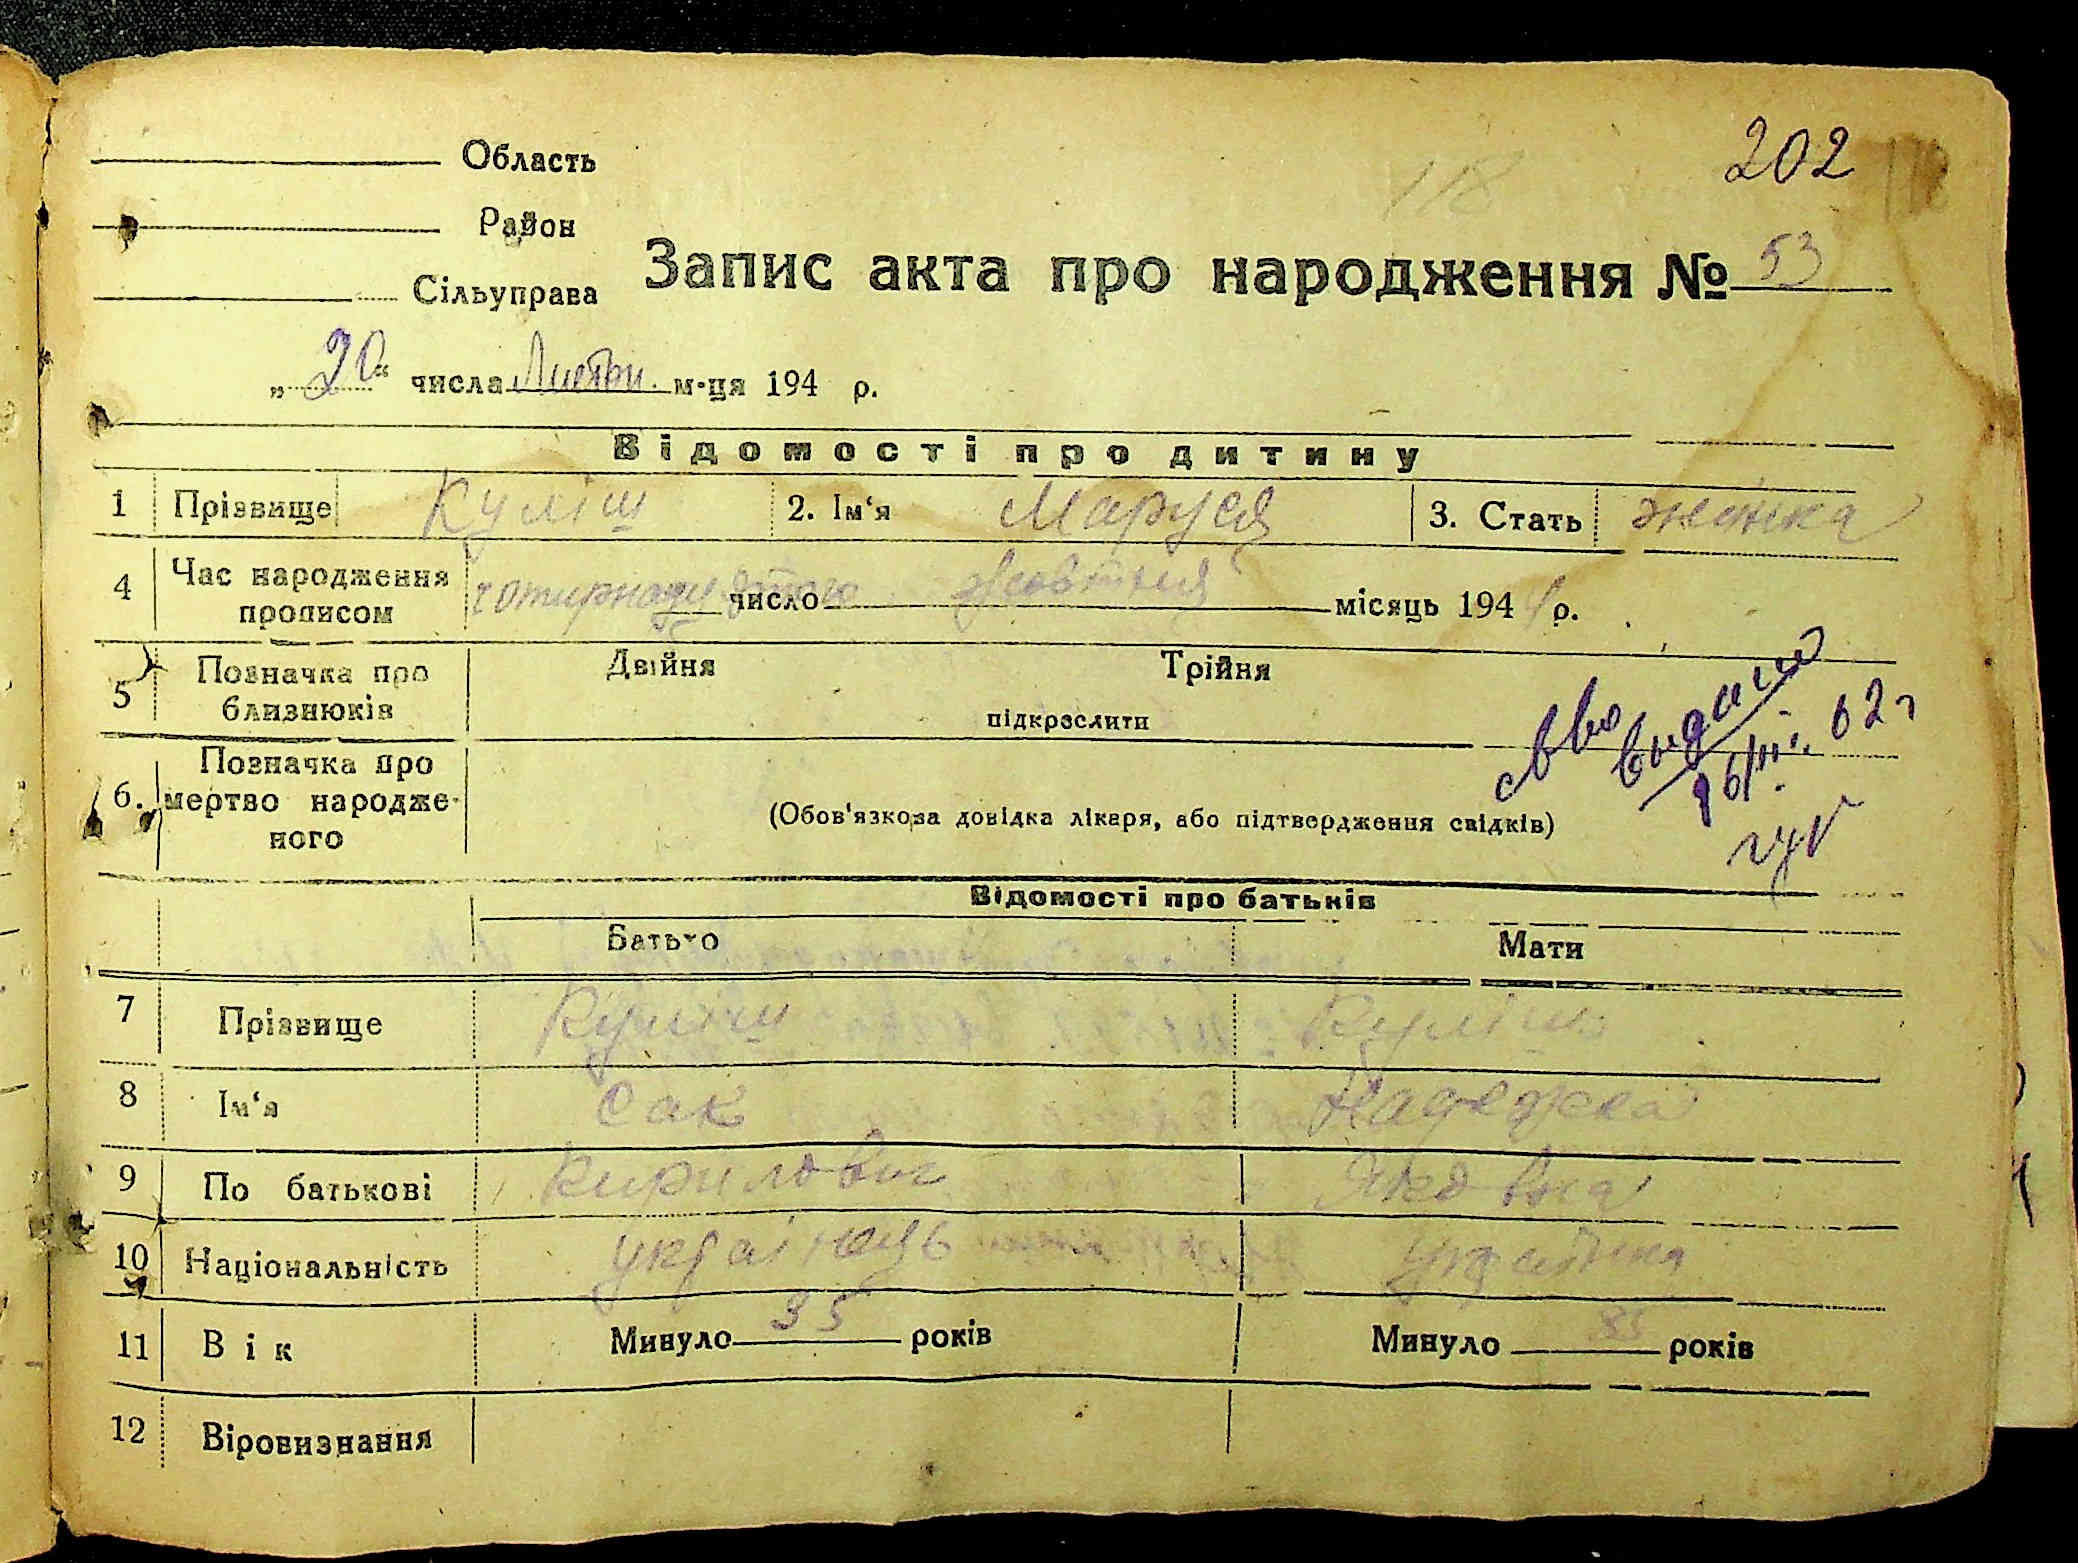 202
118
Область
Район
Сільуправа
Запис акта про народження № 53
„20“ числа Листоп. м-ця 194 р.
Відомості про дитину
1 Прізвище Куліш 2. Ім‘я Маруся 3. Стать жінка
4 Час народження прописом чотирнадцятого число жовтня місяць 1941 р.
5 Позначка про близнюків Двійня Трійня
підкреслити
6. Позначка про мертво народженого
(Обов'язкова довідка лікаря, або підтвердження свідків)
выдано
62 г
Відомості про батьків
Батько Мати
7 Прізвище Куліш Куліш
8 Ім‘я Сак Надежда
9 По батькові Кирилович Яковна
10 Національність українець українка
11 Вік Минуло 35 років Минуло 35 років
12 Віровизнання